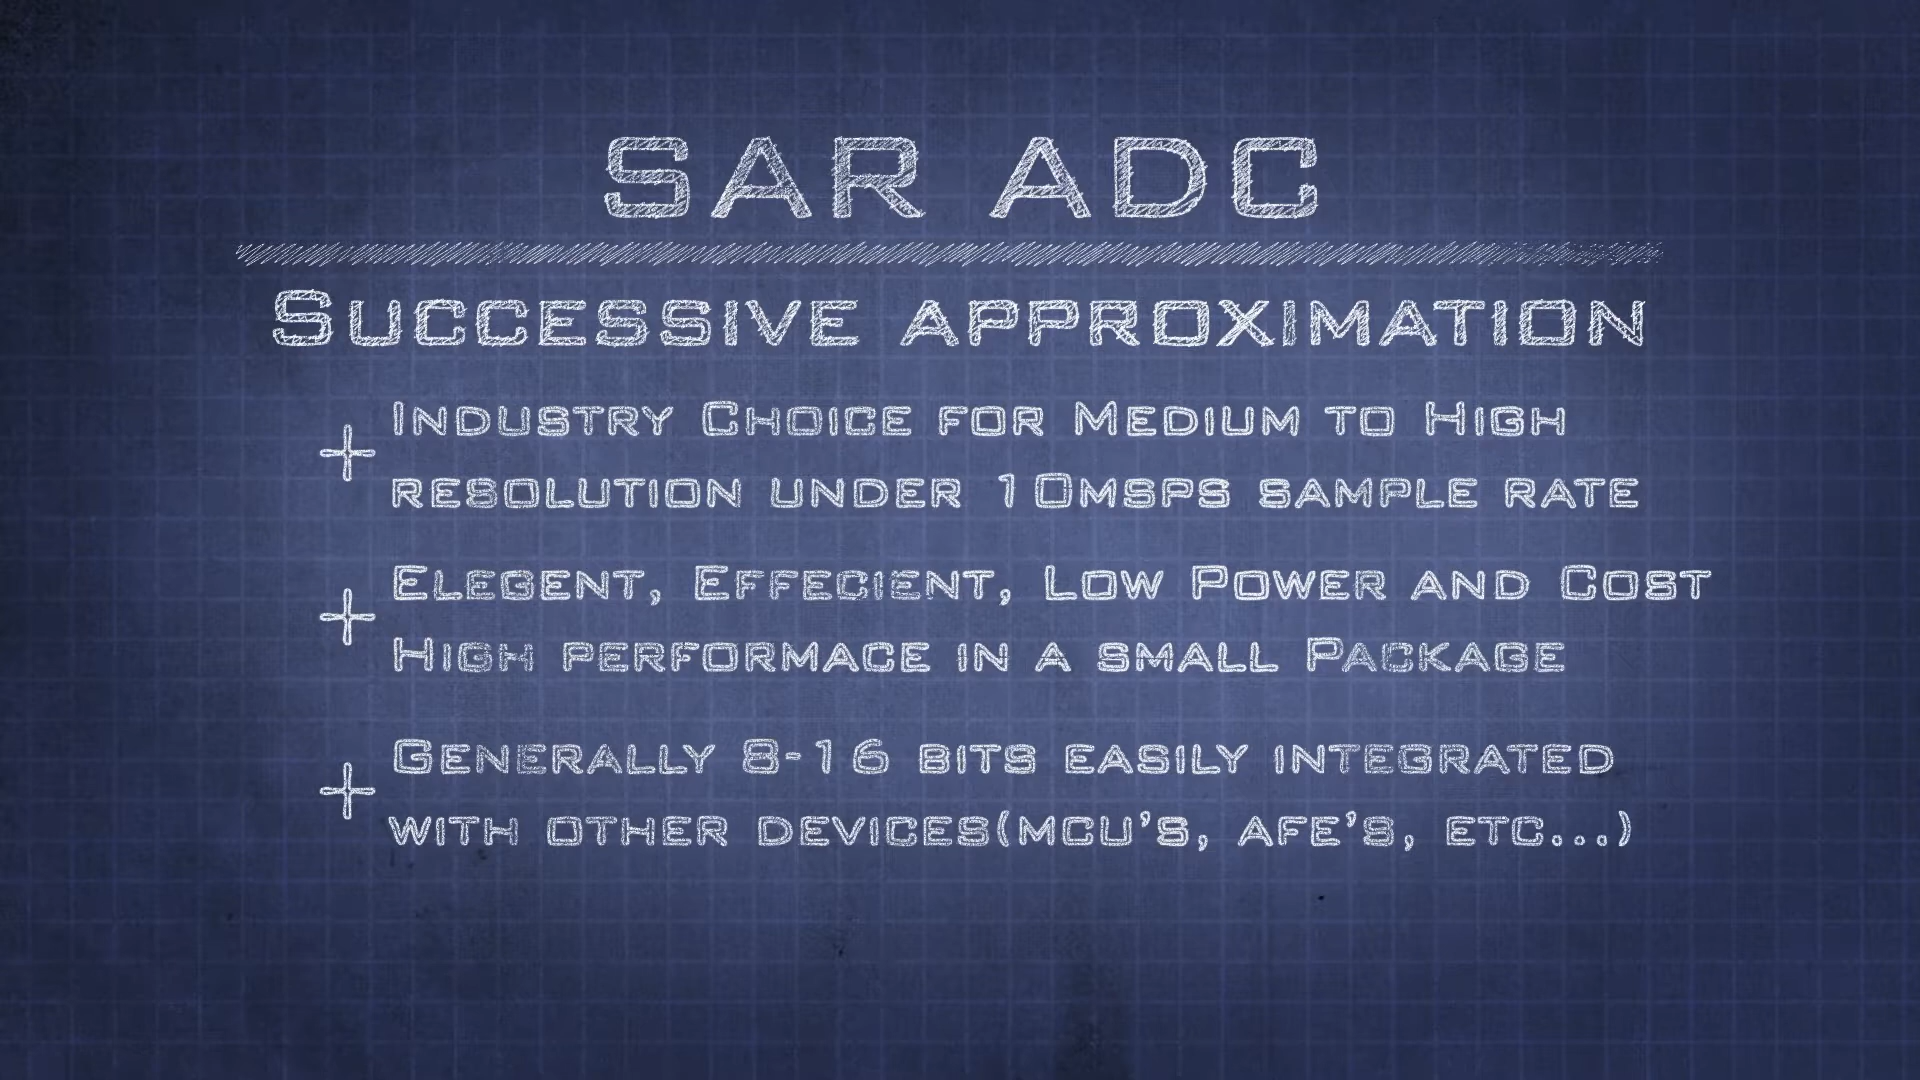 SAR ADC
SUCCESSIVE APPROXIMATION
+ INDUSTRY CHOICE FOR MEDIUM TO HIGH
RESOLUTION UNDER 10MSPS SAMPLE RATE
+ ELEGENT, EFFECIENT, LOW POWER AND COST
HIGH PERFORMACE IN A SMALL PACKAGE
+ GENERALLY 8-16 BITS EASILY INTEGRATED
WITH OTHER DEVICES(MCU'S, AFE'S, ETC...)